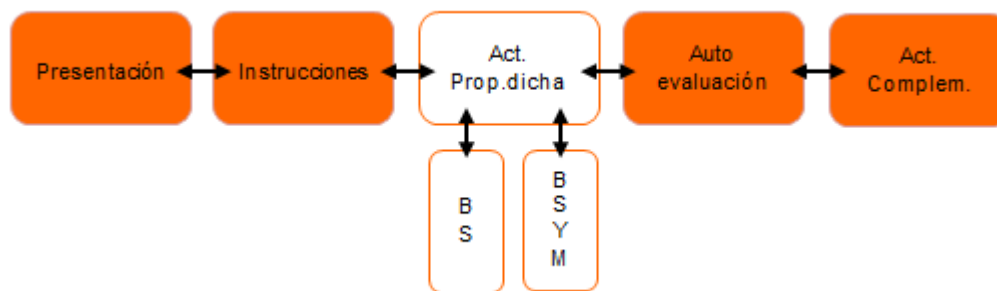 Presentación
Instrucciones
Act.
Prop.dicha
Auto
evaluación
Act.
Complem.
B
S
B
S
Y
M